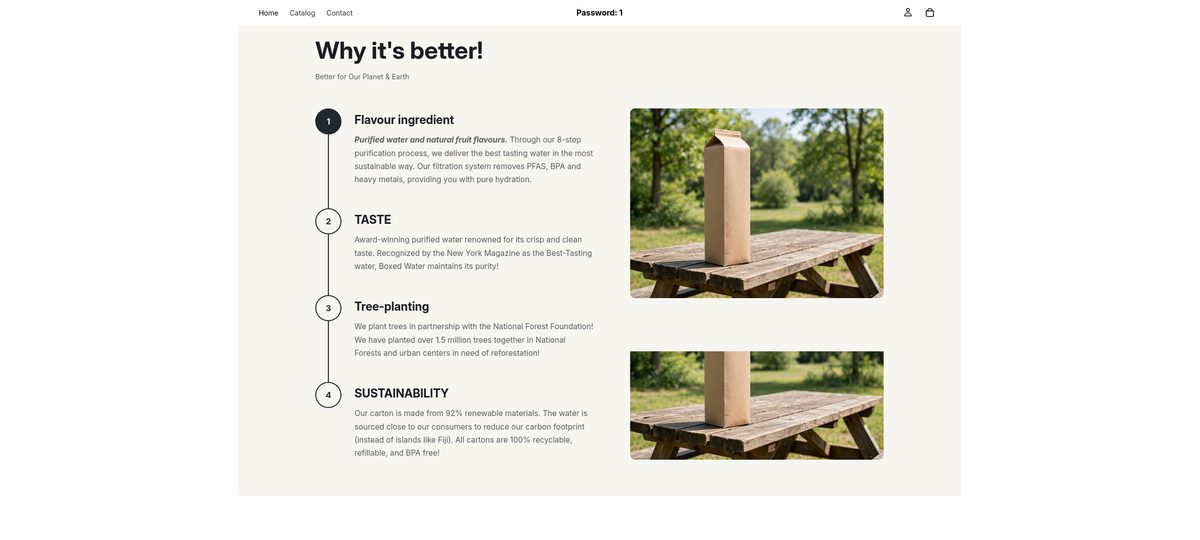 Home Catalog Contact
Password: 1
Why it's better!
Better for Our Planet & Earth
1
Flavour ingredient
Purified water and natural fruit flavours. Through our 8-step
purification process, we deliver the best tasting water in the most
sustainable way. Our filtration system removes PFAS, BPA and
heavy metals, providing you with pure hydration.
2
TASTE
Award-winning purified water renowned for its crisp and clean
taste. Recognized by the New York Magazine as the Best-Tasting
water, Boxed Water maintains its purity!
3
Tree-planting
We plant trees in partnership with the National Forest Foundation!
We have planted over 1.5 million trees together in National
Forests and urban centers in need of reforestation!
4
SUSTAINABILITY
Our carton is made from 92% renewable materials. The water is
sourced close to our consumers to reduce our carbon footprint
(instead of islands like Fiji). All cartons are 100% recyclable,
refillable, and BPA free!